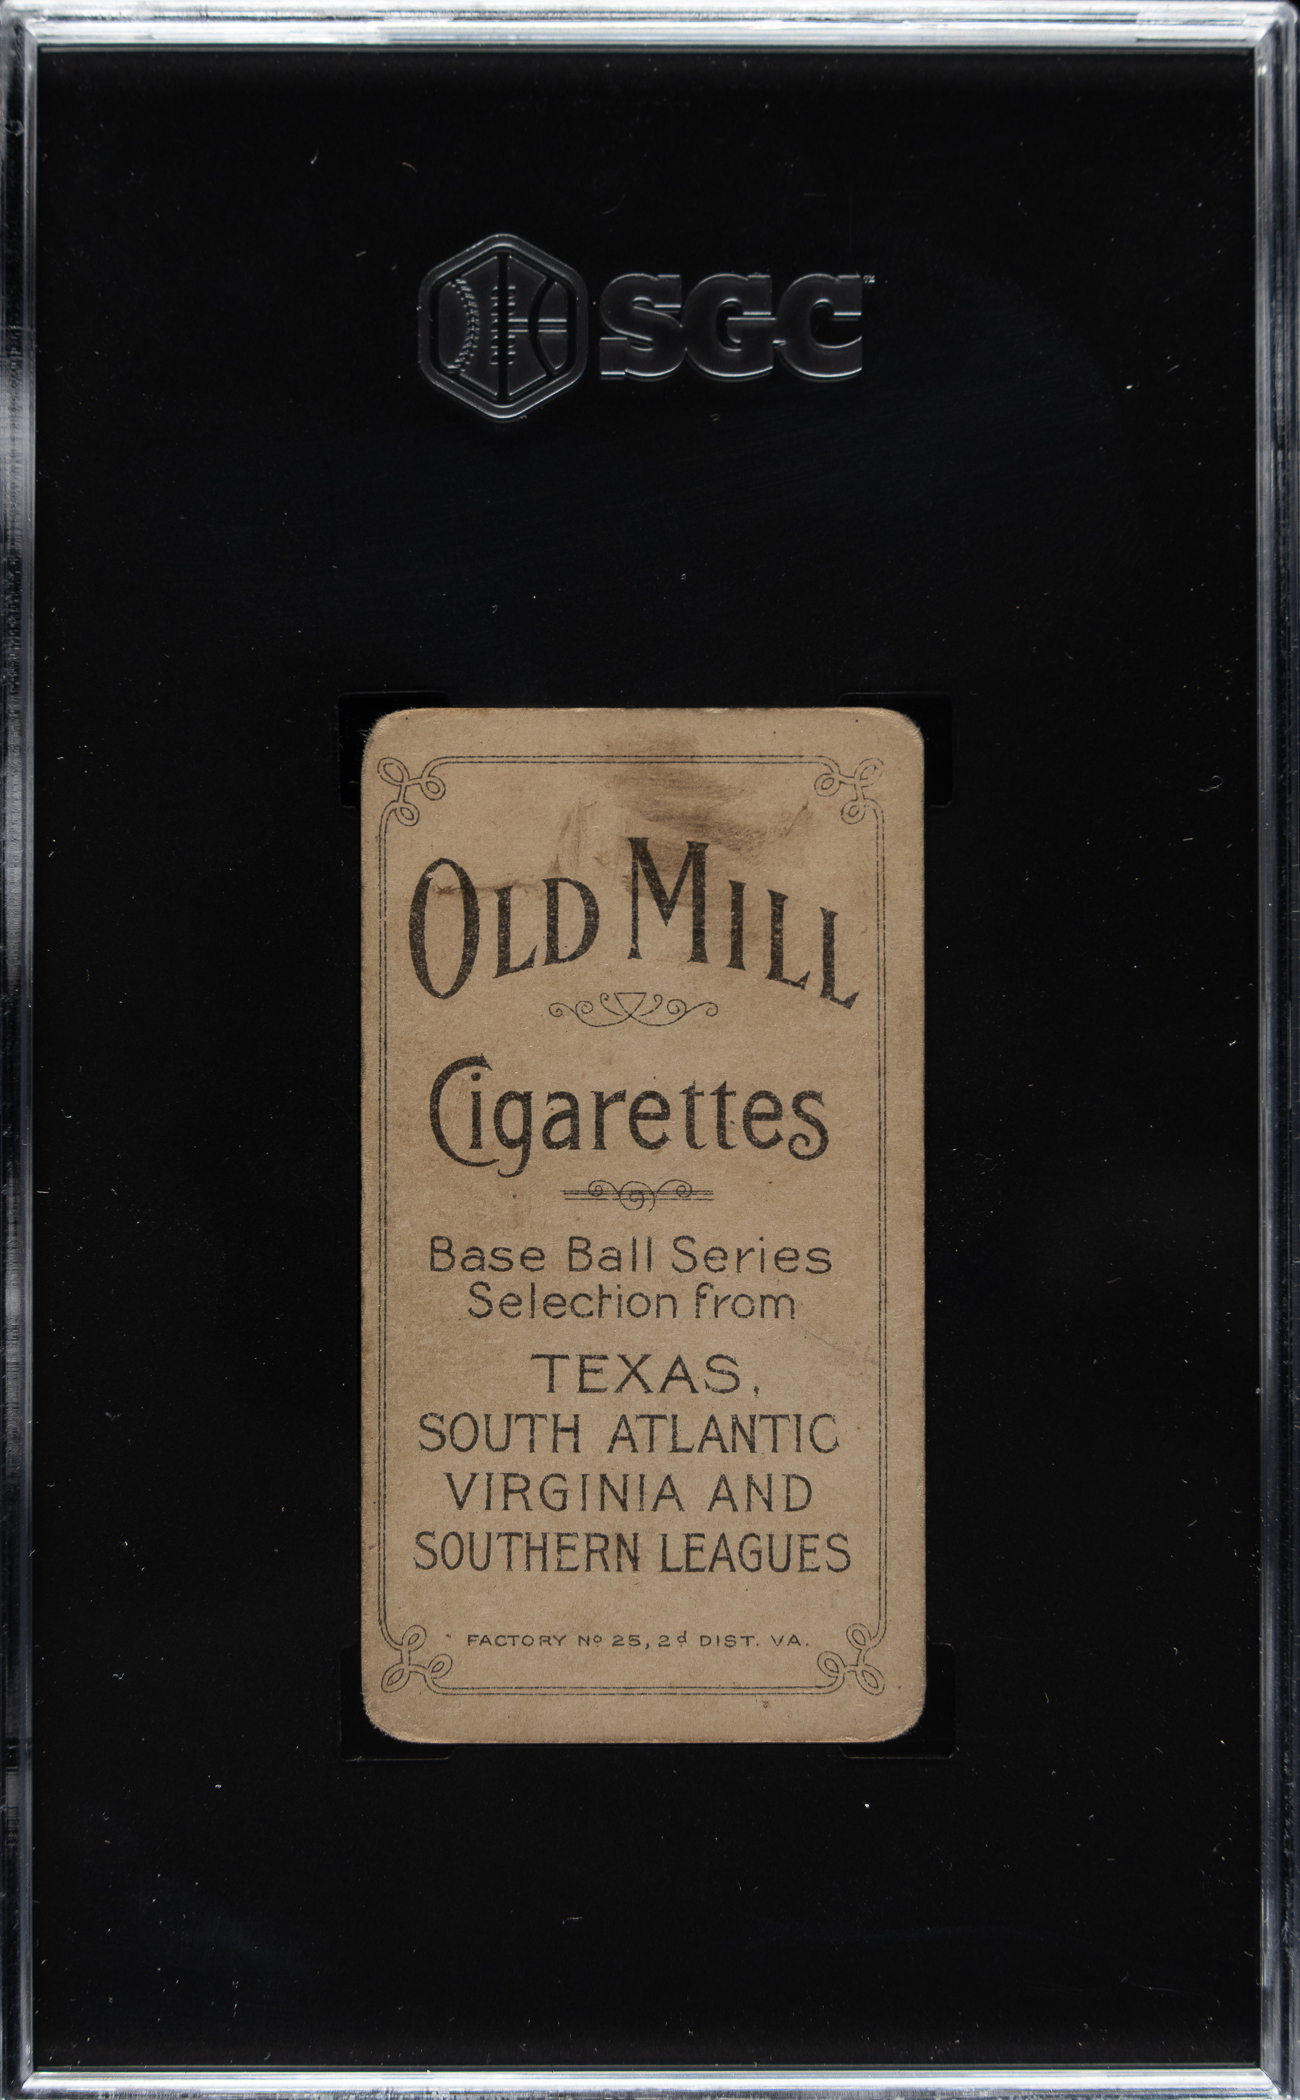 SGC™
OLD MILL
Cigarettes
Base Ball Series
Selection from
TEXAS,
SOUTH ATLANTIC
VIRGINIA AND
SOUTHERN LEAGUES
FACTORY Nº 25, 2d DIST. VA.